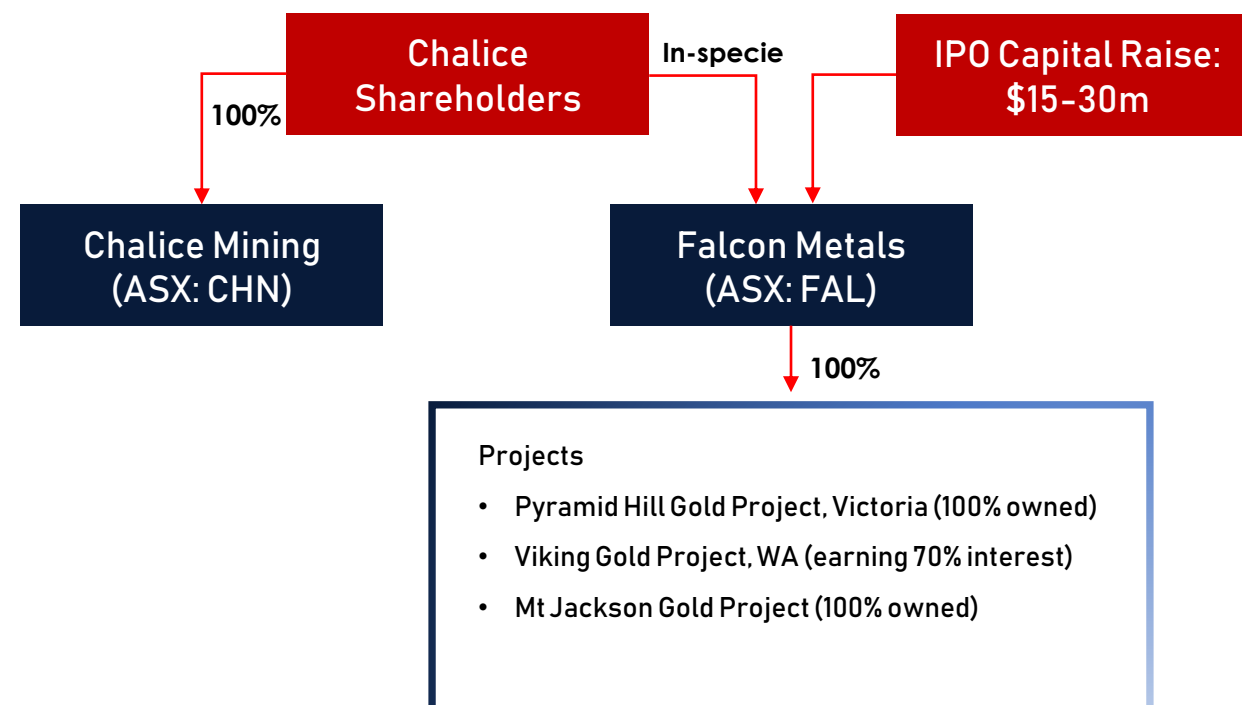 Chalice
Shareholders
In-specie
IPO Capital Raise:
$15-30m
100%
Chalice Mining
(ASX: CHN)
Falcon Metals
(ASX: FAL)
100%
Projects
• Pyramid Hill Gold Project, Victoria (100% owned)
• Viking Gold Project, WA (earning 70% interest)
• Mt Jackson Gold Project (100% owned)